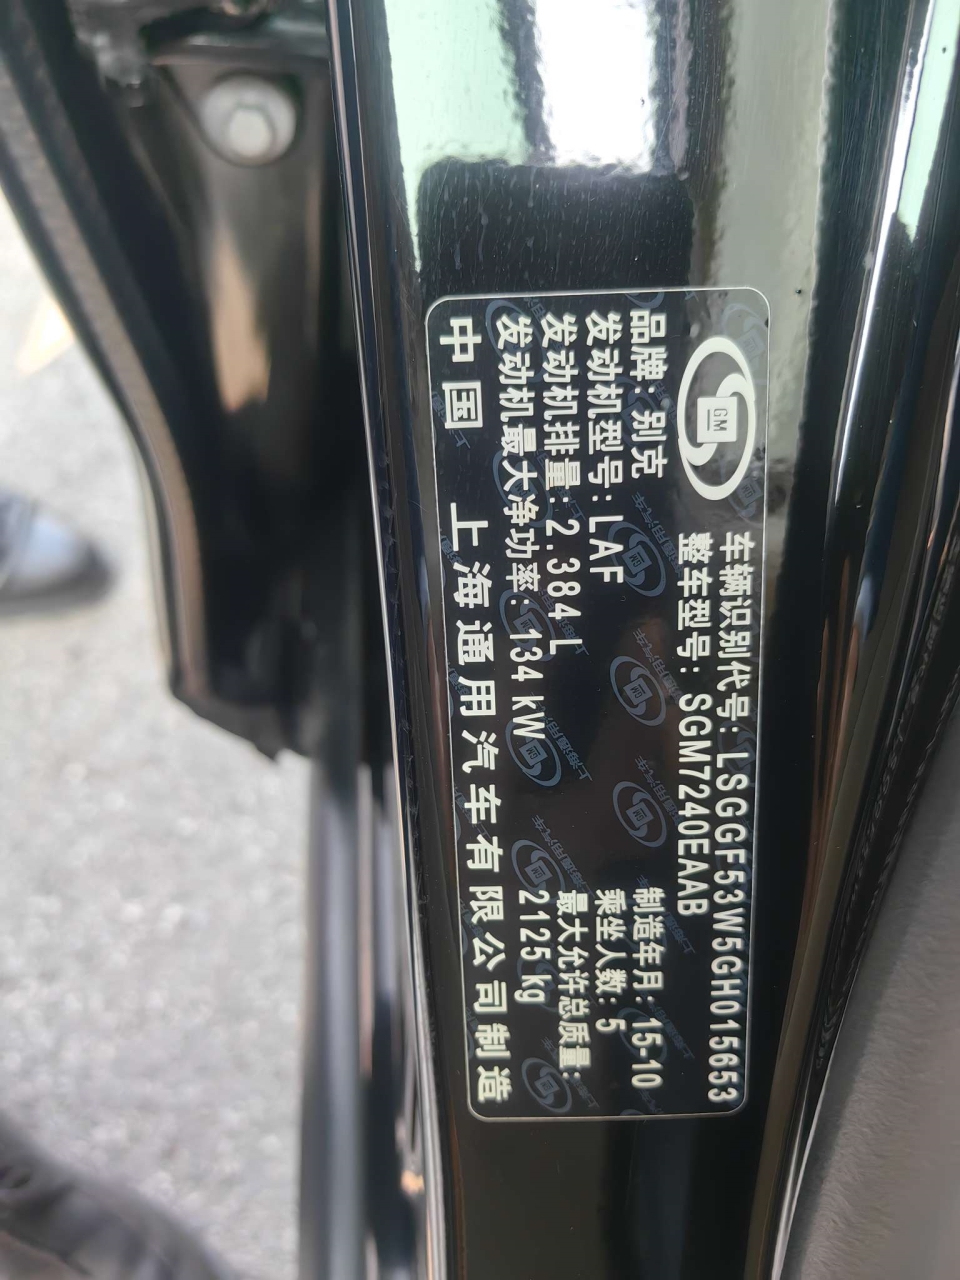 GM
车辆识别代号：LSGGF53W5GH015653
整车型号：SGM7240EAAB
品牌：别克
制造年月：15-10
发动机型号：LAF
乘坐人数：5
发动机排量：2.384 L
最大允许总质量：
发动机最大净功率：134 kW
2125 kg
中国 上海通用汽车有限公司制造